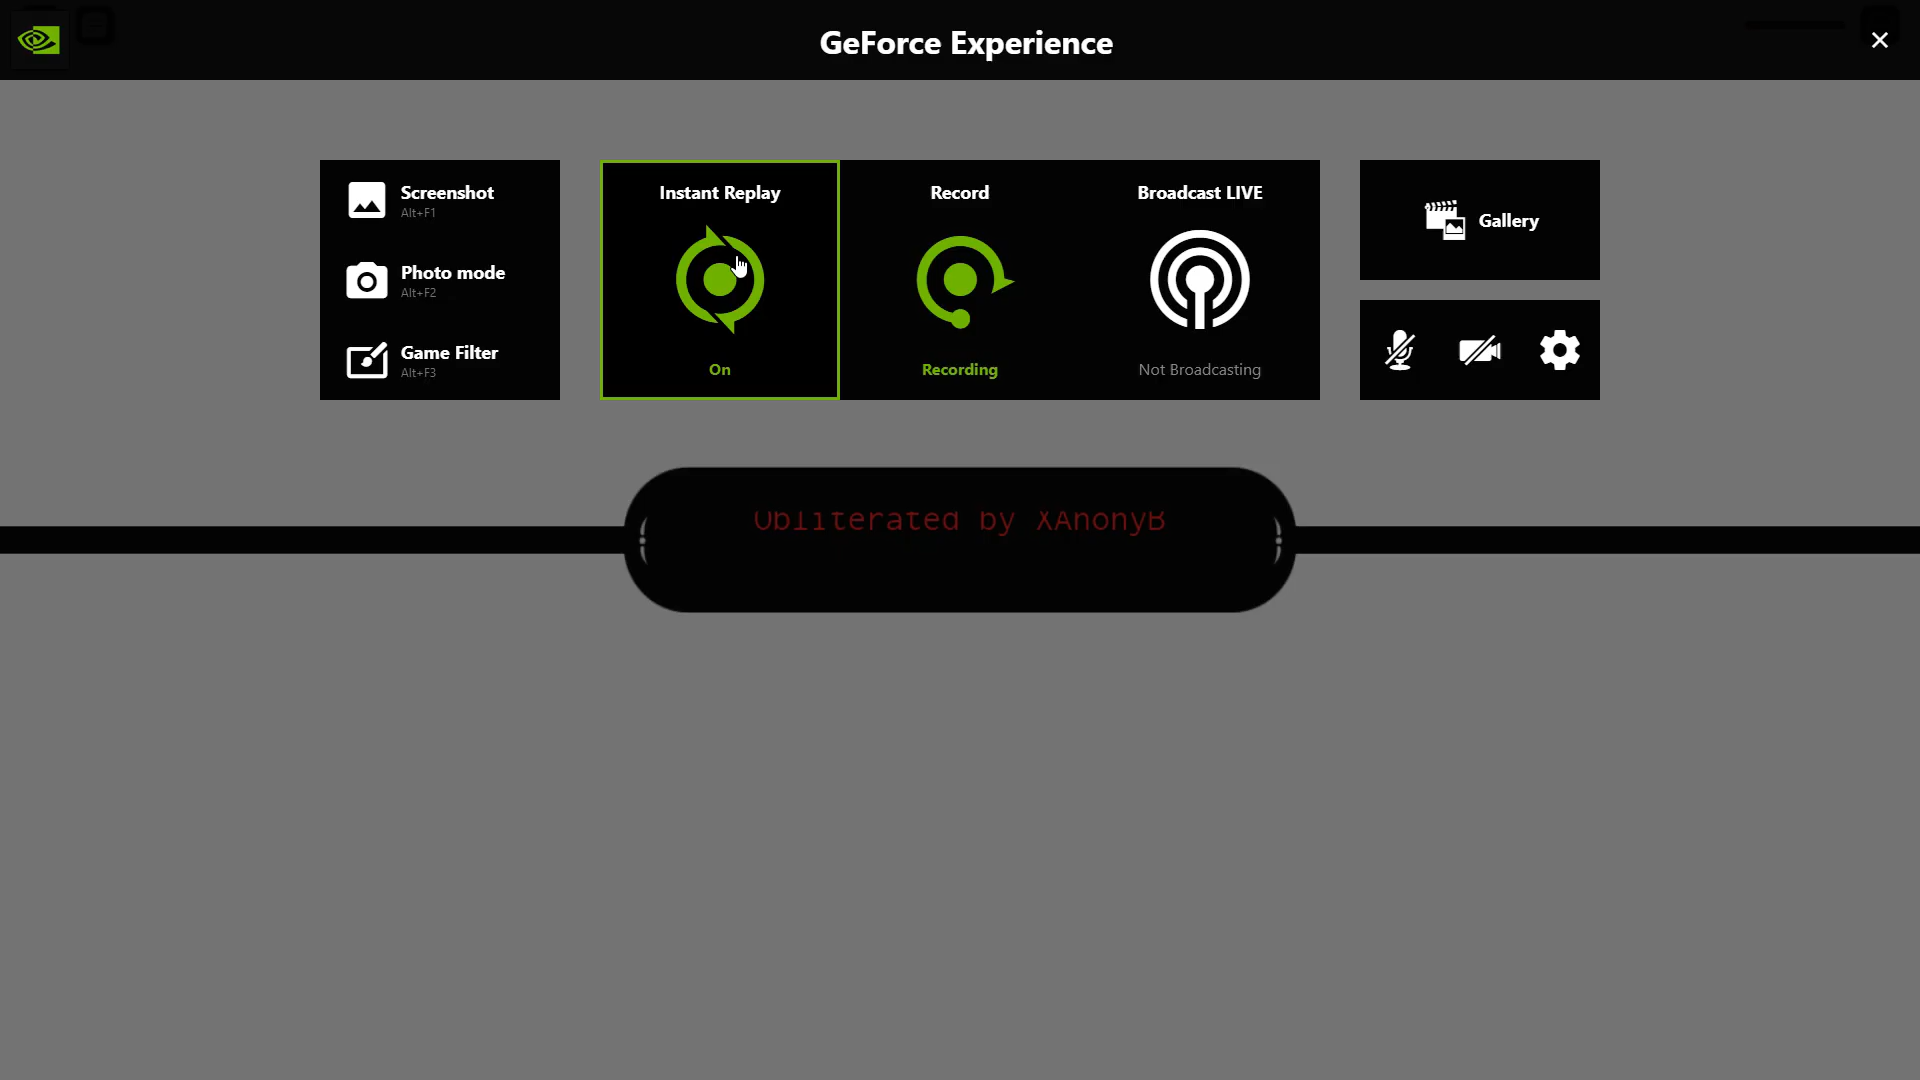 GeForce Experience
Screenshot
Alt+F1
Photo mode
Alt+F2
Game Filter
Alt+F3
Instant Replay
On
Record
Recording
Broadcast LIVE
Not Broadcasting
Gallery
Obliterated by XAnonyB